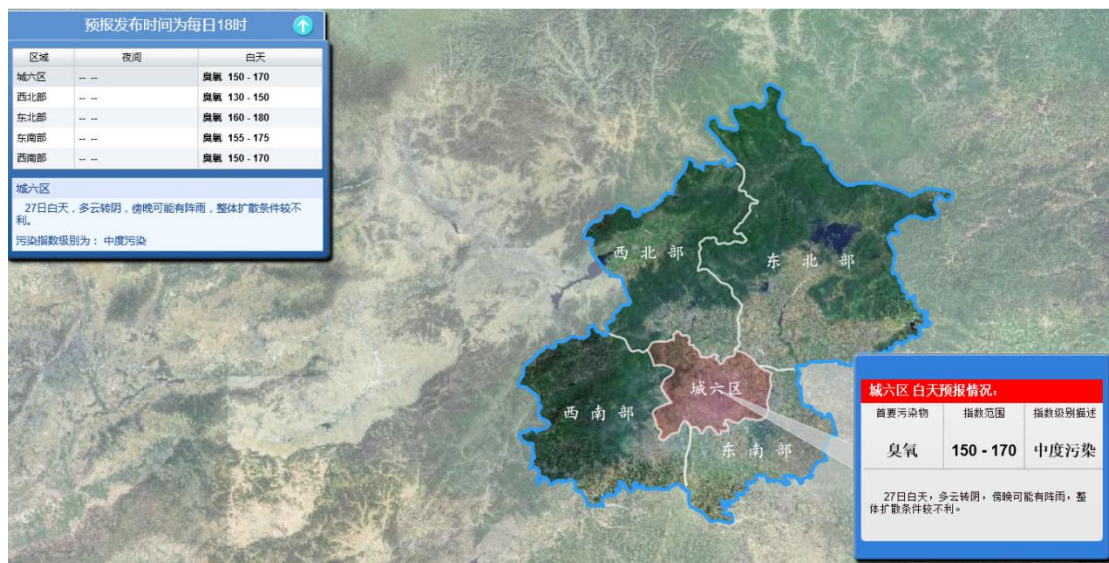 预报发布时间为每日18时
区域 夜间 白天
城六区 -- -- 臭氧 150 - 170
西北部 -- -- 臭氧 130 - 150
东北部 -- -- 臭氧 160 - 180
东南部 -- -- 臭氧 155 - 175
西南部 -- -- 臭氧 150 - 170
城六区
27日白天，多云转阴，傍晚可能有阵雨，整体扩散条件较不
利。
污染指数级别为： 中度污染
西北部
东北部
城六区
西南部
东南部
城六区 白天预报情况：
首要污染物 指数范围 指数级别描述
臭氧 150 - 170 中度污染
27日白天，多云转阴，傍晚可能有阵雨，整
体扩散条件较不利。